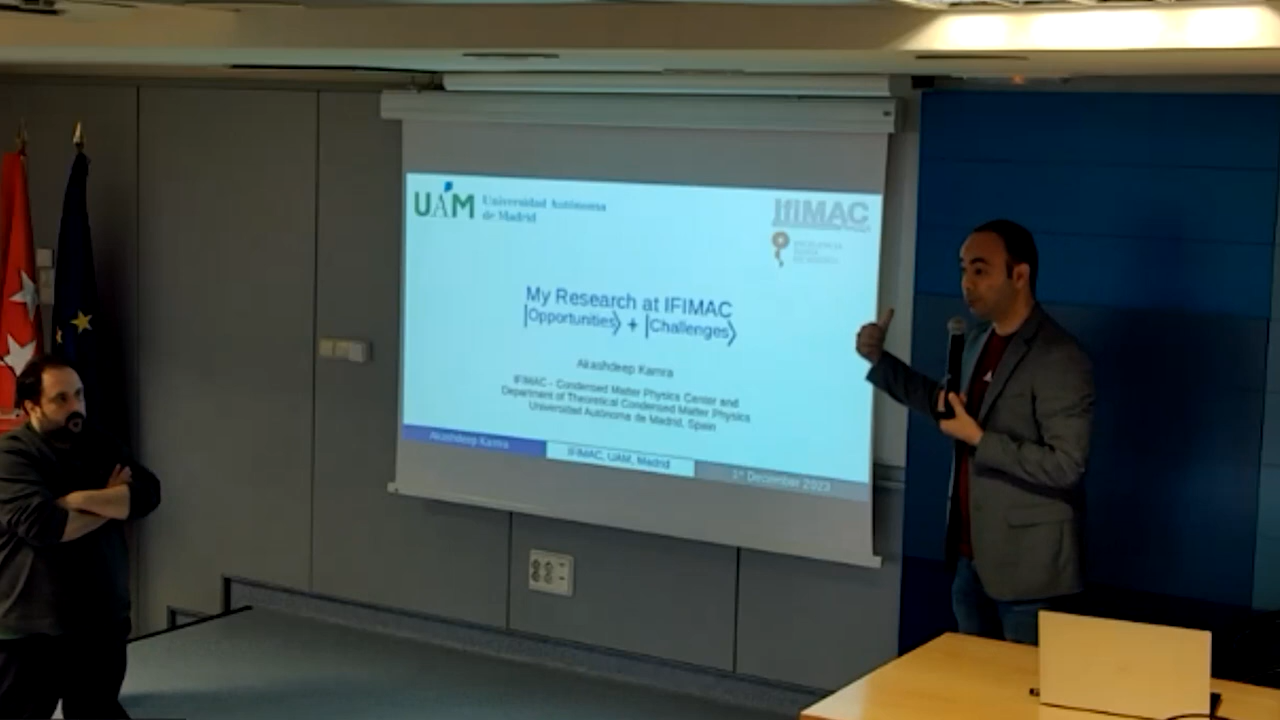 UAM Universidad Autónoma
de Madrid
IfIMAC
My Research at IFIMAC
|Opportunities⟩ + |Challenges⟩
Akashdeep Kamra
IFIMAC - Condensed Matter Physics Center and
Department of Theoretical Condensed Matter Physics
Universidad Autónoma de Madrid, Spain
Akashdeep Kamra
IFIMAC, UAM, Madrid
1st December 2023